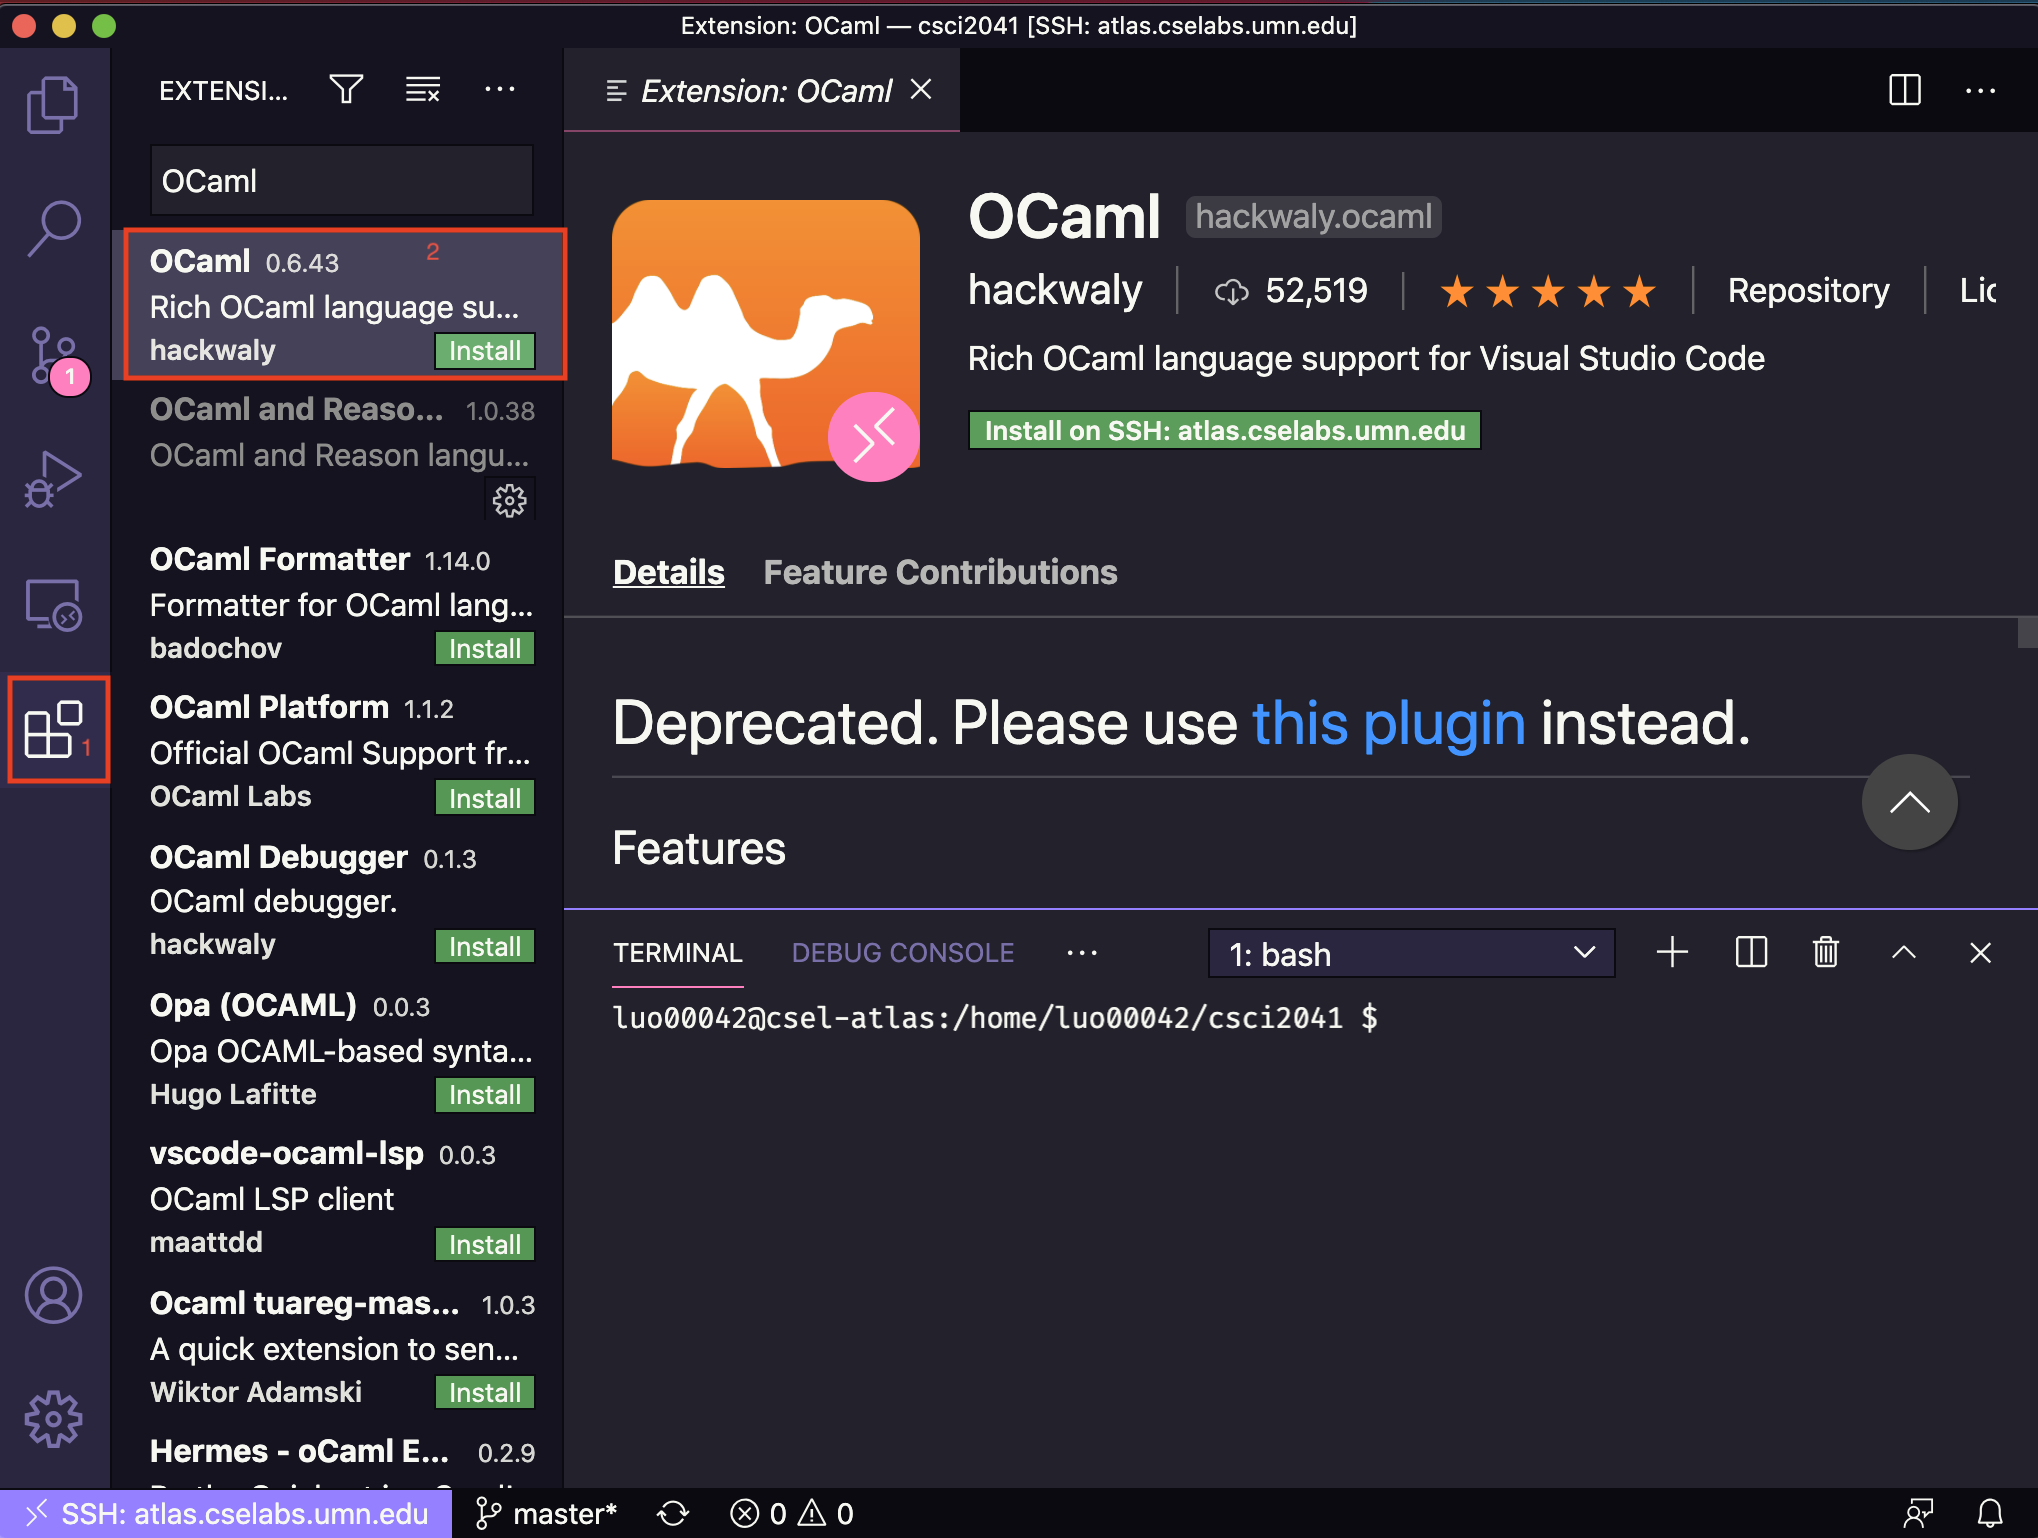 Extension: OCaml — csci2041 [SSH: atlas.cselabs.umn.edu]
EXTENSI...
OCaml
OCaml 0.6.43 2
Rich OCaml language su...
hackwaly Install
OCaml and Reaso... 1.0.38
OCaml and Reason langu...
OCaml Formatter 1.14.0
Formatter for OCaml lang...
badochov Install
OCaml Platform 1.1.2
Official OCaml Support fr...
OCaml Labs Install
OCaml Debugger 0.1.3
OCaml debugger.
hackwaly Install
Opa (OCAML) 0.0.3
Opa OCAML-based synta...
Hugo Lafitte Install
vscode-ocaml-lsp 0.0.3
OCaml LSP client
maattdd Install
Ocaml tuareg-mas... 1.0.3
A quick extension to sen...
Wiktor Adamski Install
Hermes - oCaml E... 0.2.9
1
1
Extension: OCaml
OCaml hackwaly.ocaml
hackwaly 52,519 Repository Lic
Rich OCaml language support for Visual Studio Code
Install on SSH: atlas.cselabs.umn.edu
Details Feature Contributions
Deprecated. Please use this plugin instead.
Features
TERMINAL DEBUG CONSOLE ... 1: bash
luo00042@csel-atlas:/home/luo00042/csci2041 $
SSH: atlas.cselabs.umn.edu master* 0 0